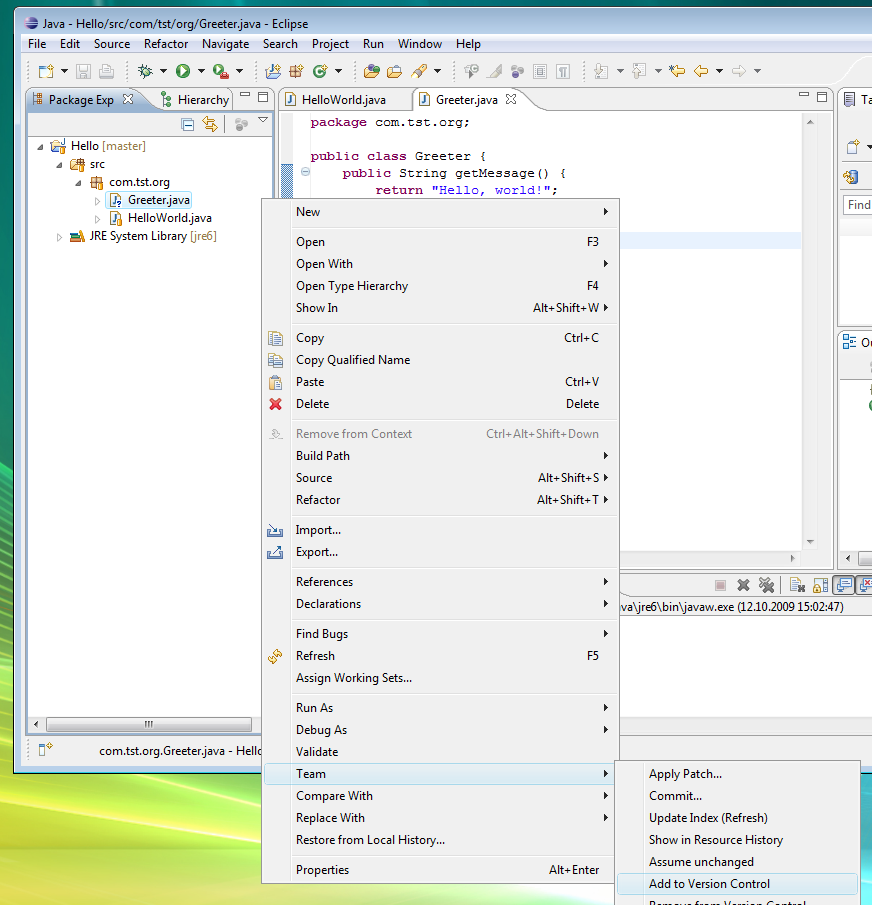 Java - Hello/src/com/tst/org/Greeter.java - Eclipse
File Edit Source Refactor Navigate Search Project Run Window Help
Package Exp Hierarchy HelloWorld.java Greeter.java
Hello [master]
src
com.tst.org
Greeter.java
HelloWorld.java
JRE System Library [jre6]
package com.tst.org;
public class Greeter {
public String getMessage() {
return "Hello, world!";
Find
New
Open F3
Open With
Open Type Hierarchy F4
Show In Alt+Shift+W
Copy Ctrl+C
Copy Qualified Name
Paste Ctrl+V
Delete Delete
Remove from Context Ctrl+Alt+Shift+Down
Build Path
Source Alt+Shift+S
Refactor Alt+Shift+T
Import...
Export...
References
Declarations
Find Bugs
Refresh F5
Assign Working Sets...
Run As
Debug As
Validate
Team
Compare With
Replace With
Restore from Local History...
Properties Alt+Enter
ava\jre6\bin\javaw.exe (12.10.2009 15:02:47)
com.tst.org.Greeter.java - Hello
Apply Patch...
Commit...
Update Index (Refresh)
Show in Resource History
Assume unchanged
Add to Version Control
Remove from Version Control